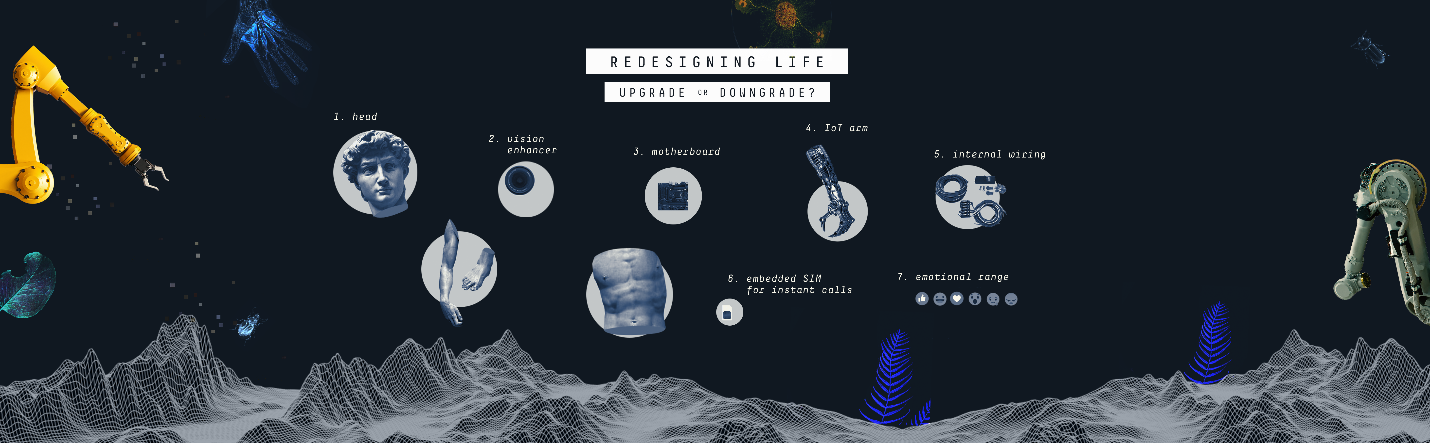 REDESIGNING LIFE
UPGRADE OR DOWNGRADE?
1. head
2. vision
enhancer
3. motherboard
4. IoT arm
5. internal wiring
6. embedded SIM
for instant calls
7. emotional range